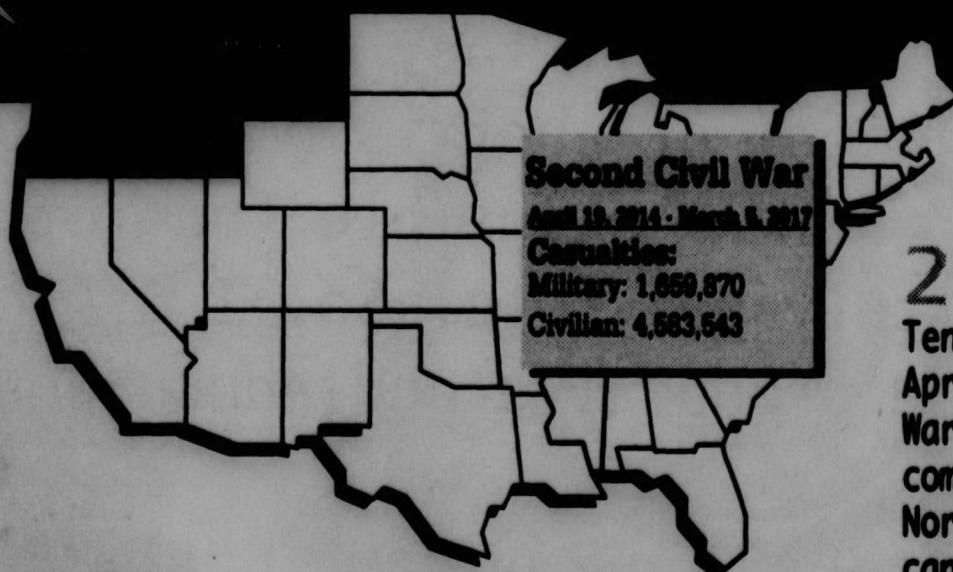 Second Civil War
April 19, 2014 - March 5, 2017
Casualties:
Military: 1,659,870
Civilian: 4,583,543
2
Ten
Apr
War
com
Nor
can